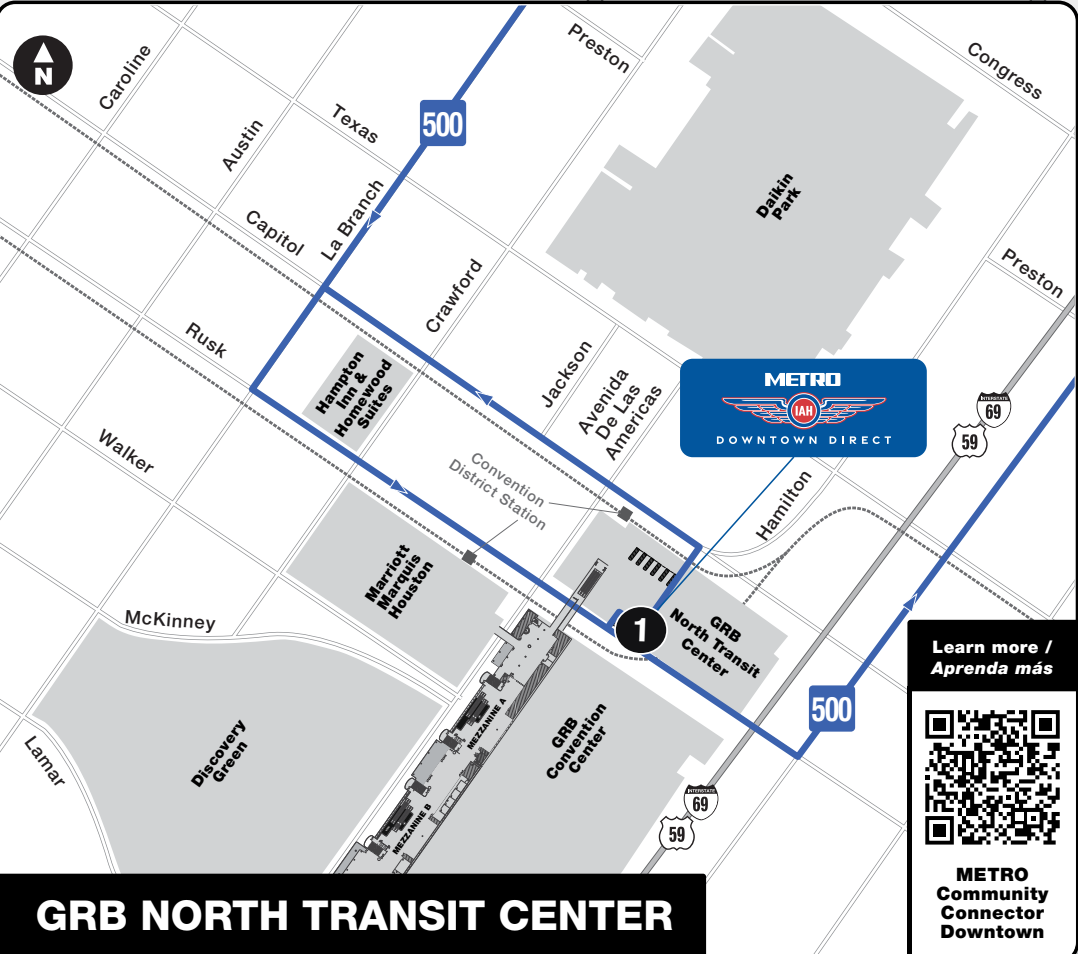 N
Caroline
Austin
Texas
500
Preston
Congress
Daikin
Park
Preston
Capitol
La Branch
Crawford
Rusk
Hampton
Inn &
Homewood
Suites
Jackson
Avenida
De Las
Americas
METRO
IAH
DOWNTOWN DIRECT
INTERSTATE
69
59
Walker
Convention
District Station
Hamilton
Marriott
Marquis
Houston
1
GRB
North Transit
Center
McKinney
MEZZANINE A
GRB
Convention
Center
500
Discovery
Green
Lamar
MEZZANINE B
INTERSTATE
69
59
Learn more /
Aprenda más
METRO
Community
Connector
Downtown
GRB NORTH TRANSIT CENTER